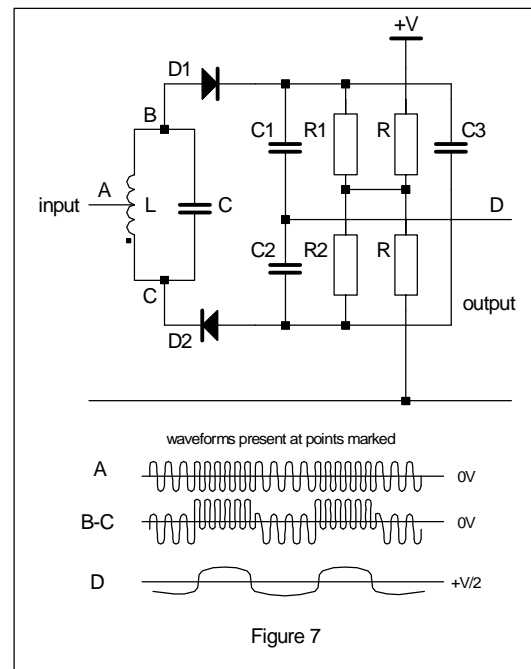 +V
D1
B
C1 R1 R C3
A
input L C D
C2 R2 R
C
output
D2
waveforms present at points marked
A 0V
B-C 0V
D +V/2
Figure 7